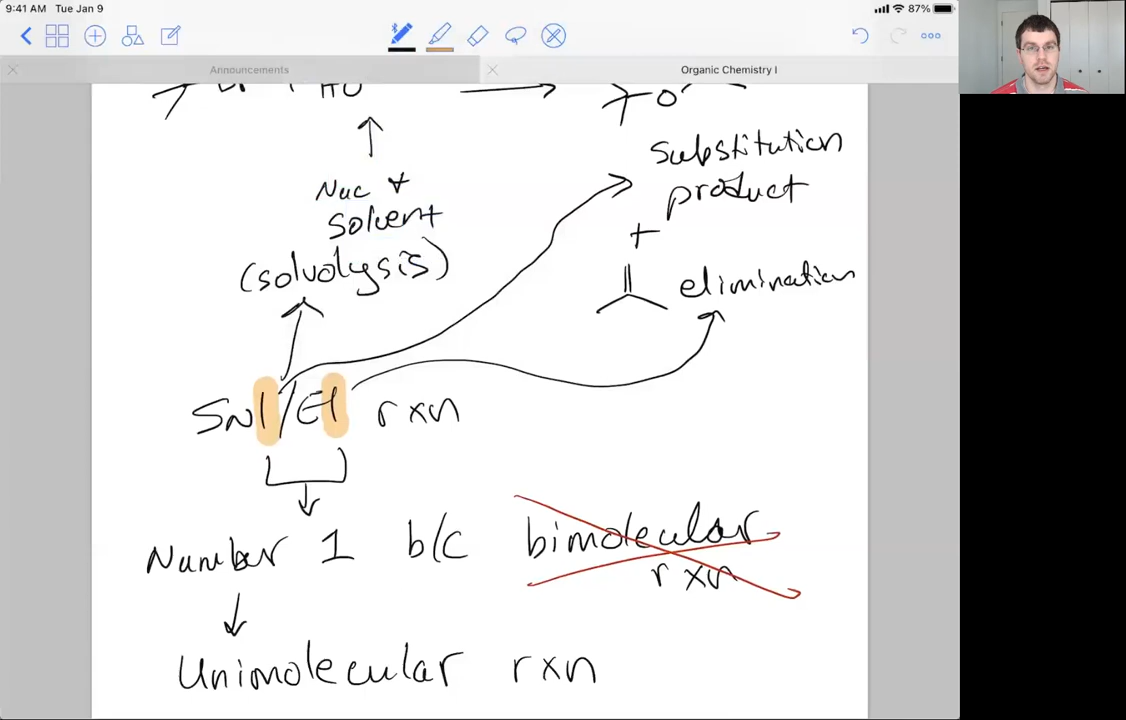 9:41 AM Tue Jan 9
87%
Announcements
Organic Chemistry I
HO
O
substitution
product
Nuc +
solvent
(solvolysis)
+
elimination
SN1/E1 rxn
Number 1 b/c bimolecular
rxn
Unimolecular rxn